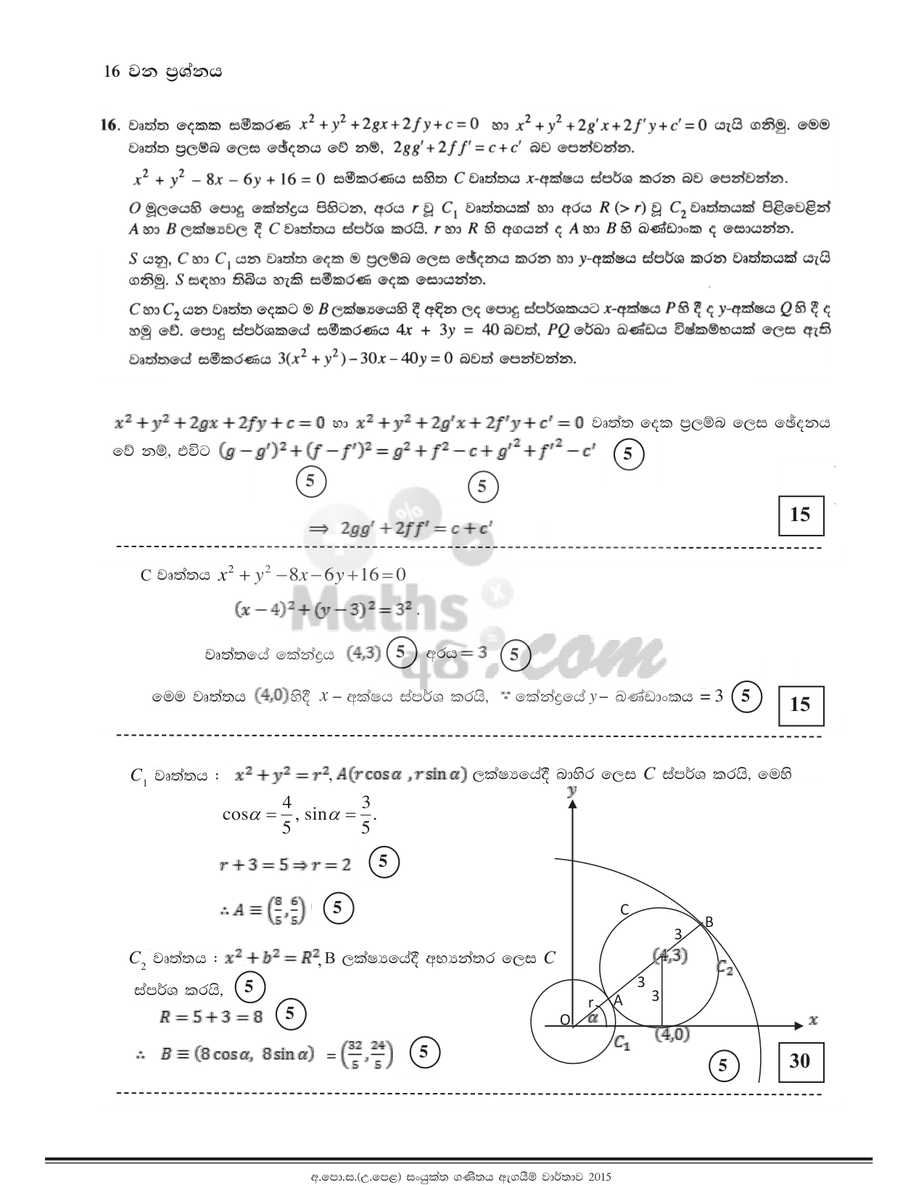 16 වන ප්‍රශ්නය
16. වෘත්ත දෙකක සමීකරණ x² + y² + 2gx + 2fy + c = 0 හා x² + y² + 2g'x + 2f'y + c' = 0 යැයි ගනිමු. මෙම
වෘත්ත ප්‍රලම්බ ලෙස ඡේදනය වේ නම්, 2gg' + 2ff' = c + c' බව පෙන්වන්න.
x² + y² − 8x − 6y + 16 = 0 සමීකරණය සහිත C වෘත්තය x-අක්ෂය ස්පර්ශ කරන බව පෙන්වන්න.
O මූලයෙහි පොදු කේන්ද්‍රය පිහිටන, අරය r වූ C₁ වෘත්තයක් හා අරය R (> r) වූ C₂ වෘත්තයක් පිළිවෙළින්
A හා B ලක්ෂ්‍යවල දී C වෘත්තය ස්පර්ශ කරයි. r හා R හි අගයන් ද A හා B හි ඛණ්ඩාංක ද සොයන්න.
S යනු, C හා C₁ යන වෘත්ත දෙක ම ප්‍රලම්බ ලෙස ඡේදනය කරන හා y-අක්ෂය ස්පර්ශ කරන වෘත්තයක් යැයි
ගනිමු. S සඳහා තිබිය හැකි සමීකරණ දෙක සොයන්න.
C හා C₂ යන වෘත්ත දෙකට ම B ලක්ෂ්‍යයෙහි දී අඳින ලද පොදු ස්පර්ශකයට x-අක්ෂය P හි දී ද y-අක්ෂය Q හි දී ද
හමු වේ. පොදු ස්පර්ශකයේ සමීකරණය 4x + 3y = 40 බවත්, PQ රේඛා ඛණ්ඩය විෂ්කම්භයක් ලෙස ඇති
වෘත්තයේ සමීකරණය 3(x² + y²) − 30x − 40y = 0 බවත් පෙන්වන්න.
x² + y² + 2gx + 2fy + c = 0 හා x² + y² + 2g'x + 2f'y + c' = 0 වෘත්ත දෙක ප්‍රලම්බ ලෙස ඡේදනය
වේ නම්, එවිට (g − g')² + (f − f')² = g² + f² − c + g'² + f'² − c' 5
5 5
⇒ 2gg' + 2ff' = c + c' 15
C වෘත්තය x² + y² − 8x − 6y + 16 = 0
(x − 4)² + (y − 3)² = 3².
Maths
වෘත්තයේ කේන්ද්‍රය (4,3) 5 අරය = 3 5
.com
මෙම වෘත්තය (4,0) හිදී x – අක්ෂය ස්පර්ශ කරයි, ∵ කේන්ද්‍රයේ y – ඛණ්ඩාංකය = 3 5 15
C₁ වෘත්තය : x² + y² = r², A(r cos α , r sin α) ලක්ෂ්‍යයේදී බාහිර ලෙස C ස්පර්ශ කරයි, මෙහි
cos α = 4/5, sin α = 3/5.
r + 3 = 5 ⇒ r = 2 5
∴ A ≡ (8/5, 6/5) 5
C₂ වෘත්තය : x² + b² = R², B ලක්ෂ්‍යයේදී අභ්‍යන්තර ලෙස C
ස්පර්ශ කරයි, 5
R = 5 + 3 = 8 5
∴ B ≡ (8 cos α, 8 sin α) = (32/5, 24/5) 5
y
C
B
3
(4,3)
C₂
3
3
r
A
O
α
x
C₁
(4,0)
5 30
අ.පො.ස.(උ.පෙළ) සංයුක්ත ගණිතය ඇගයීම් වාර්තාව 2015